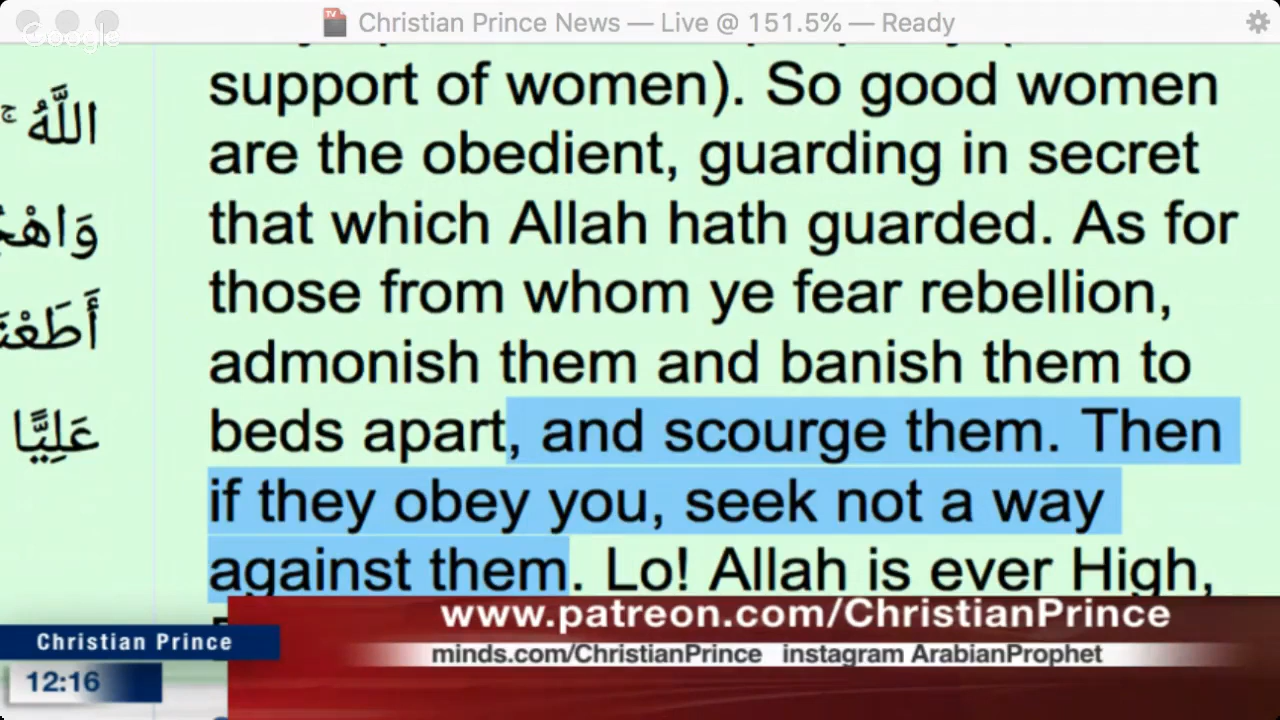 Christian Prince News — Live @ 151.5% — Ready
Google
support of women). So good women
are the obedient, guarding in secret
that which Allah hath guarded. As for
those from whom ye fear rebellion,
admonish them and banish them to
beds apart, and scourge them. Then
if they obey you, seek not a way
against them. Lo! Allah is ever High,
اللَّهُ ۚ
أَطَعْنَ
عَلِيًّا
www.patreon.com/ChristianPrince
Christian Prince
minds.com/ChristianPrince instagram ArabianProphet
12:16